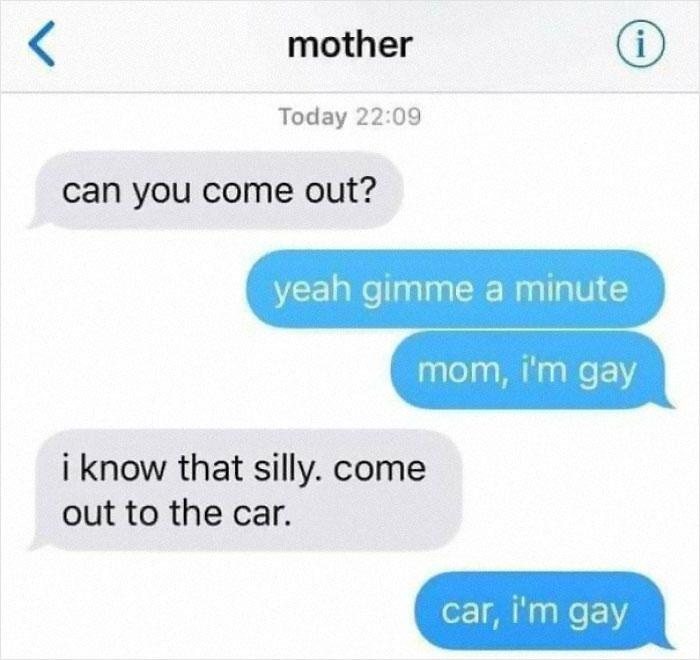 mother
Today 22:09
can you come out?
yeah gimme a minute
mom, i'm gay
i know that silly. come
out to the car.
car, i'm gay